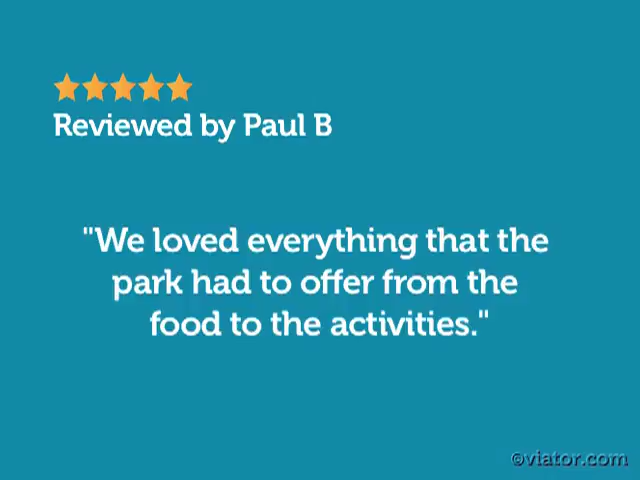 Reviewed by Paul B
"We loved everything that the
park had to offer from the
food to the activities."
©viator.com